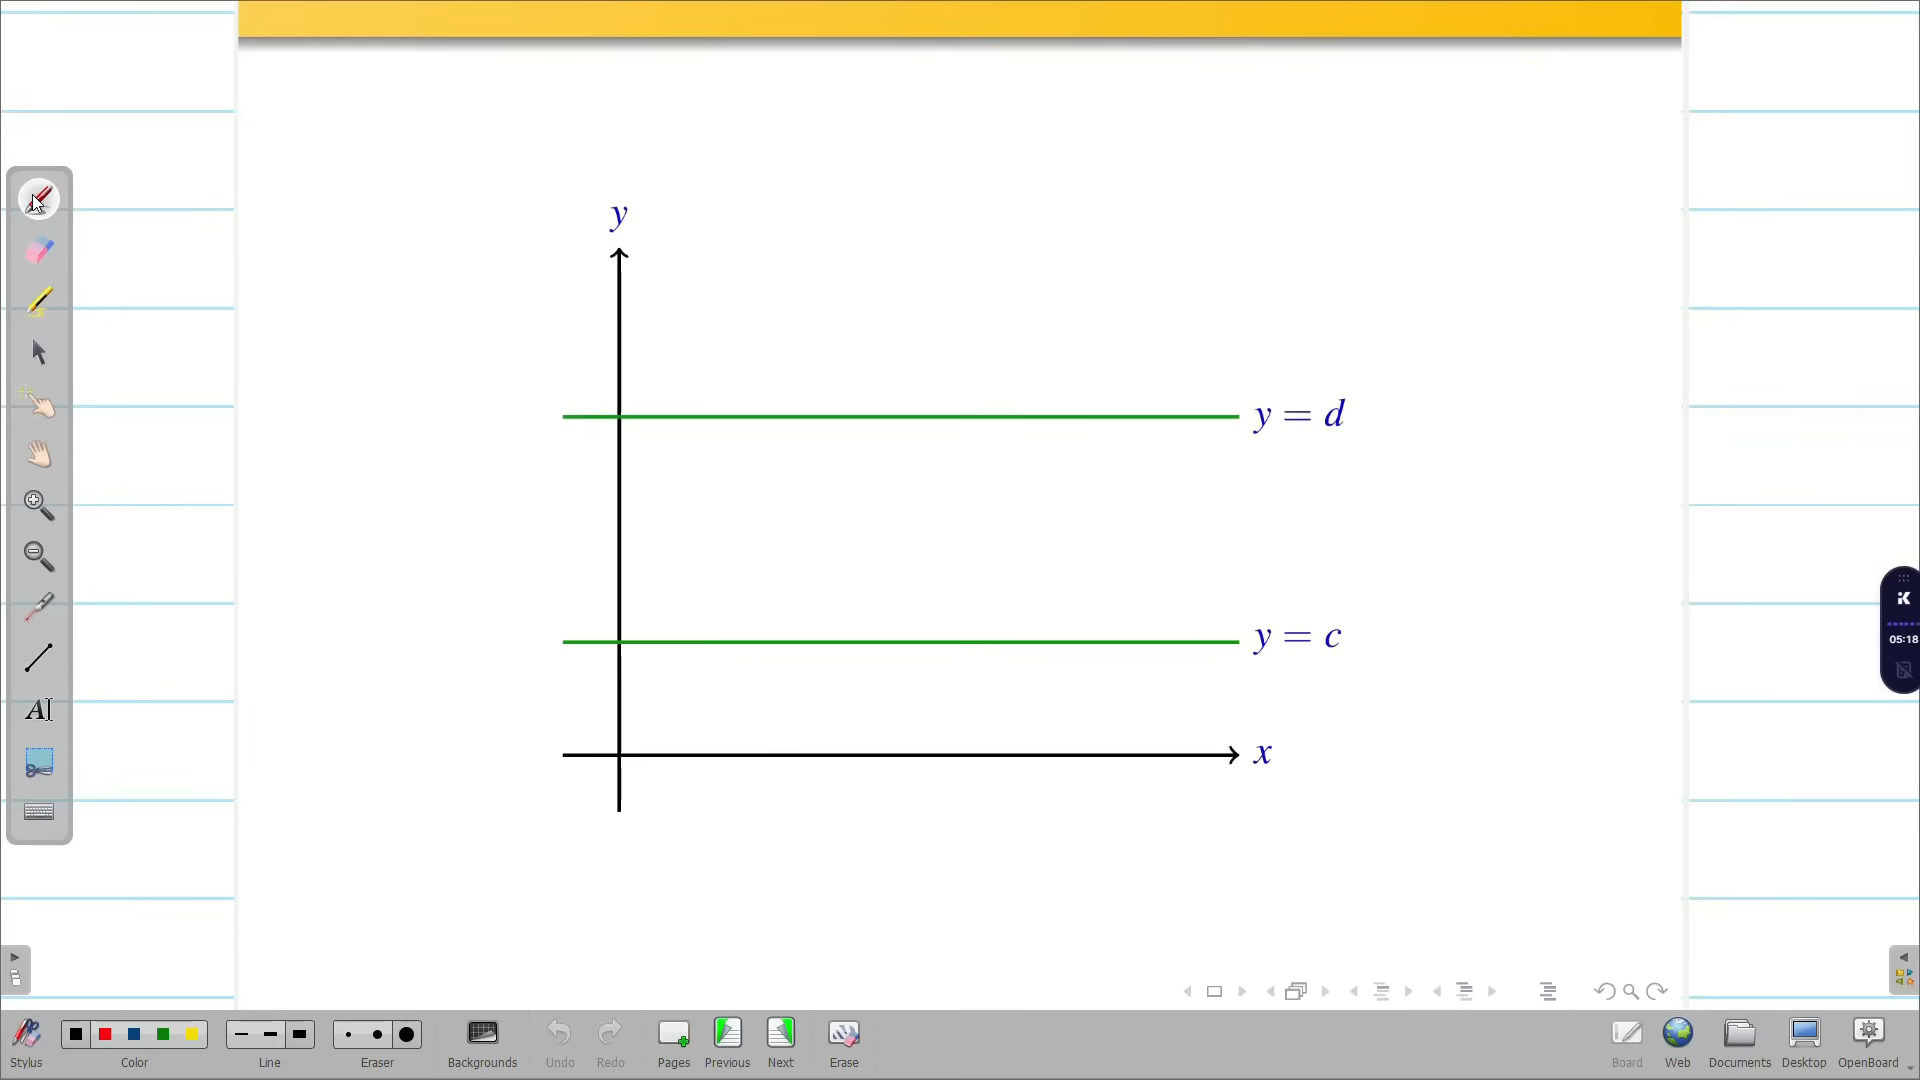 y
y = d
y = c
x
05:18
Stylus
Color
Line
Eraser
Backgrounds
Undo
Redo
Pages
Previous
Next
Erase
Board
Web
Documents
Desktop
OpenBoard